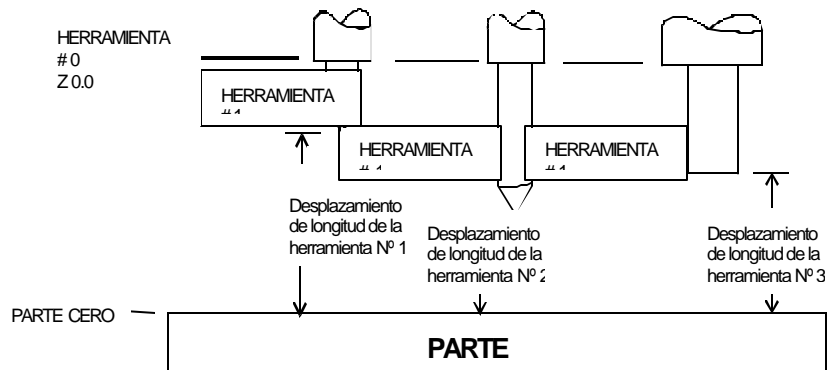 HERRAMIENTA
# 0
Z 0.0
HERRAMIENTA
HERRAMIENTA
HERRAMIENTA
Desplazamiento
de longitud de la
herramienta Nº 1
Desplazamiento
de longitud de la
herramienta Nº 2
Desplazamiento
de longitud de la
herramienta Nº 3
PARTE CERO
PARTE